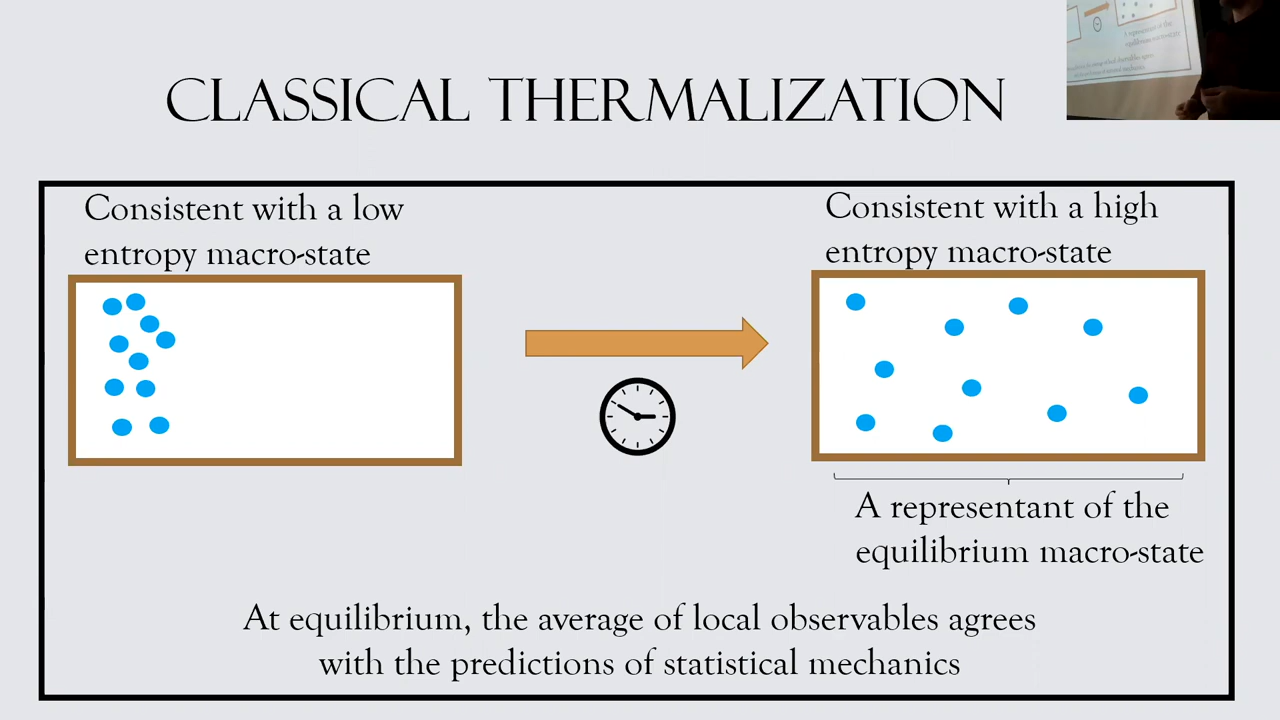 CLASSICAL THERMALIZATION
Consistent with a low
entropy macro-state
Consistent with a high
entropy macro-state
A representant of the
equilibrium macro-state
At equilibrium, the average of local observables agrees
with the predictions of statistical mechanics